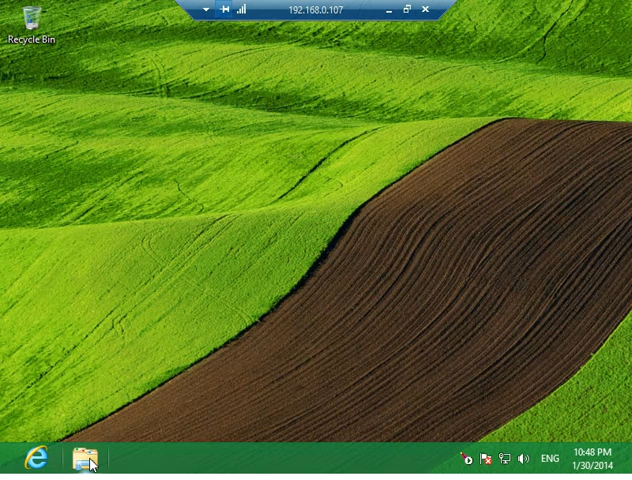 192.168.0.107
Recycle Bin
ENG
10:48 PM
1/30/2014